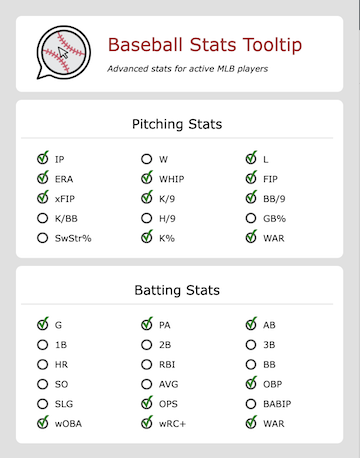 Baseball Stats Tooltip
Advanced stats for active MLB players
Pitching Stats
IP W L
ERA WHIP FIP
xFIP K/9 BB/9
K/BB H/9 GB%
SwStr% K% WAR
Batting Stats
G PA AB
1B 2B 3B
HR RBI BB
SO AVG OBP
SLG OPS BABIP
wOBA wRC+ WAR